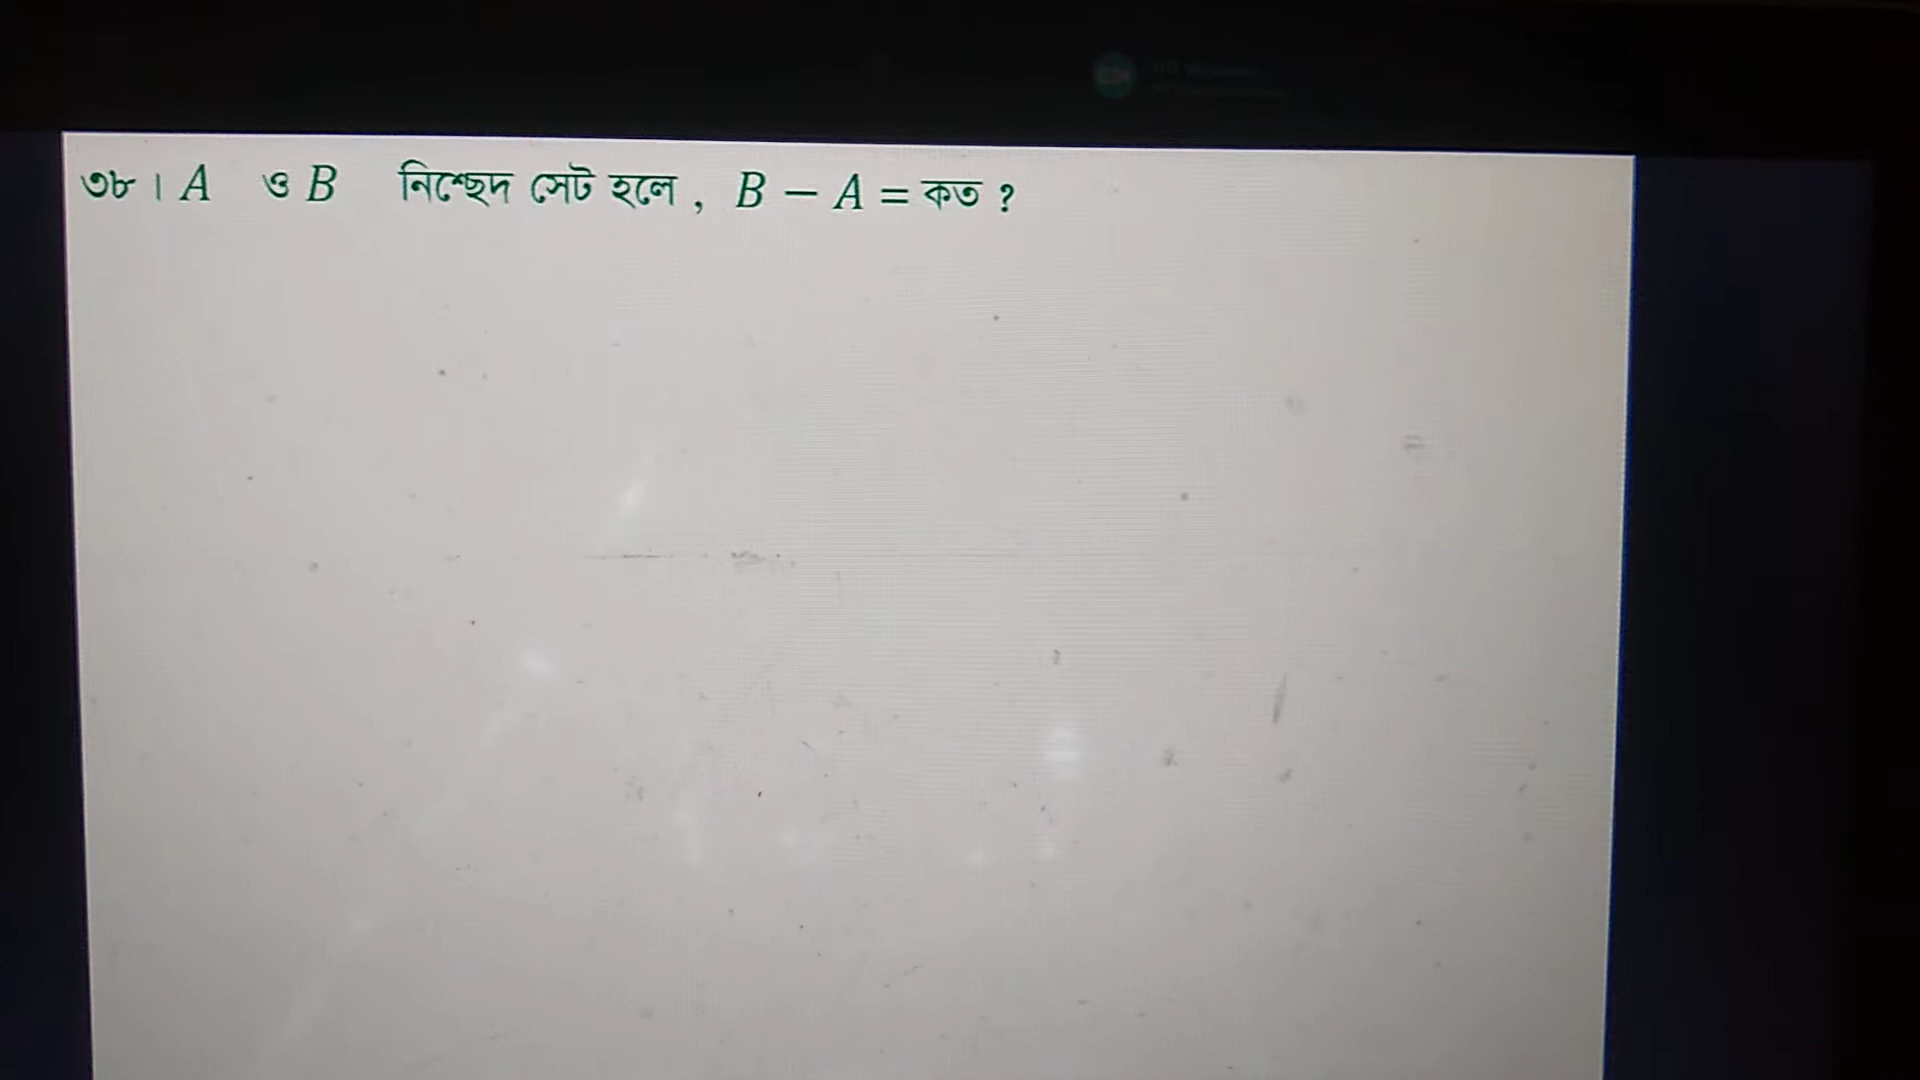 ৩৮। A ও B নিশ্ছেদ সেট হলে, B − A = কত ?